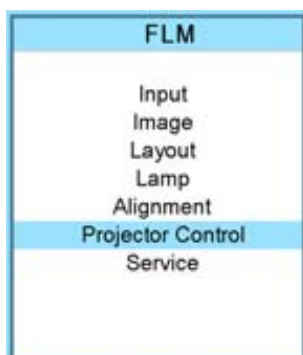 FLM
Input
Image
Layout
Lamp
Alignment
Projector Control
Service